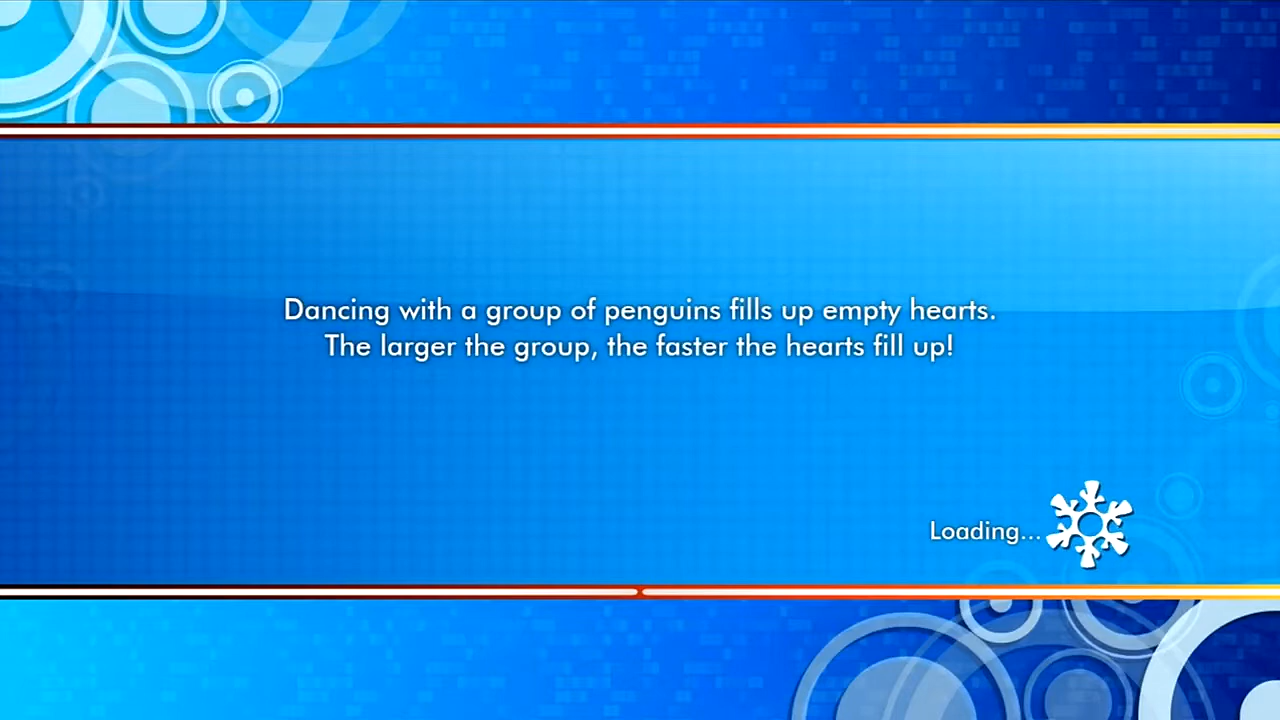 Dancing with a group of penguins fills up empty hearts.
The larger the group, the faster the hearts fill up!
Loading...